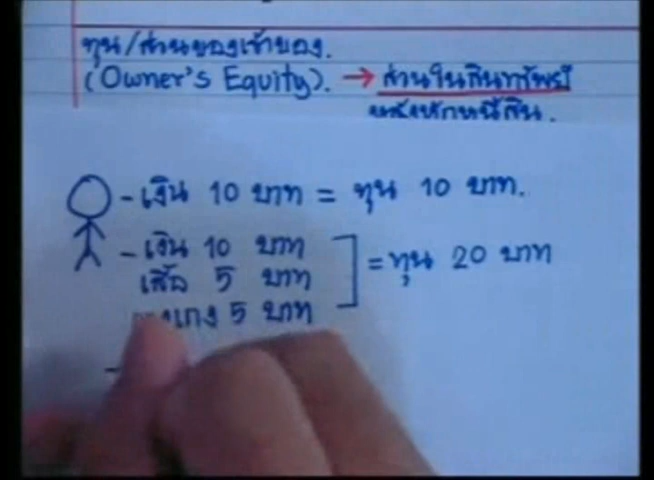 ทุน/ส่วนของเจ้าของ.
(Owner's Equity). → ส่วนในสินทรัพย์
หลังหักหนี้สิน.
- เงิน 10 บาท = ทุน 10 บาท.
- เงิน 10 บาท
เสื้อ 5 บาท = ทุน 20 บาท
กางเกง 5 บาท
-